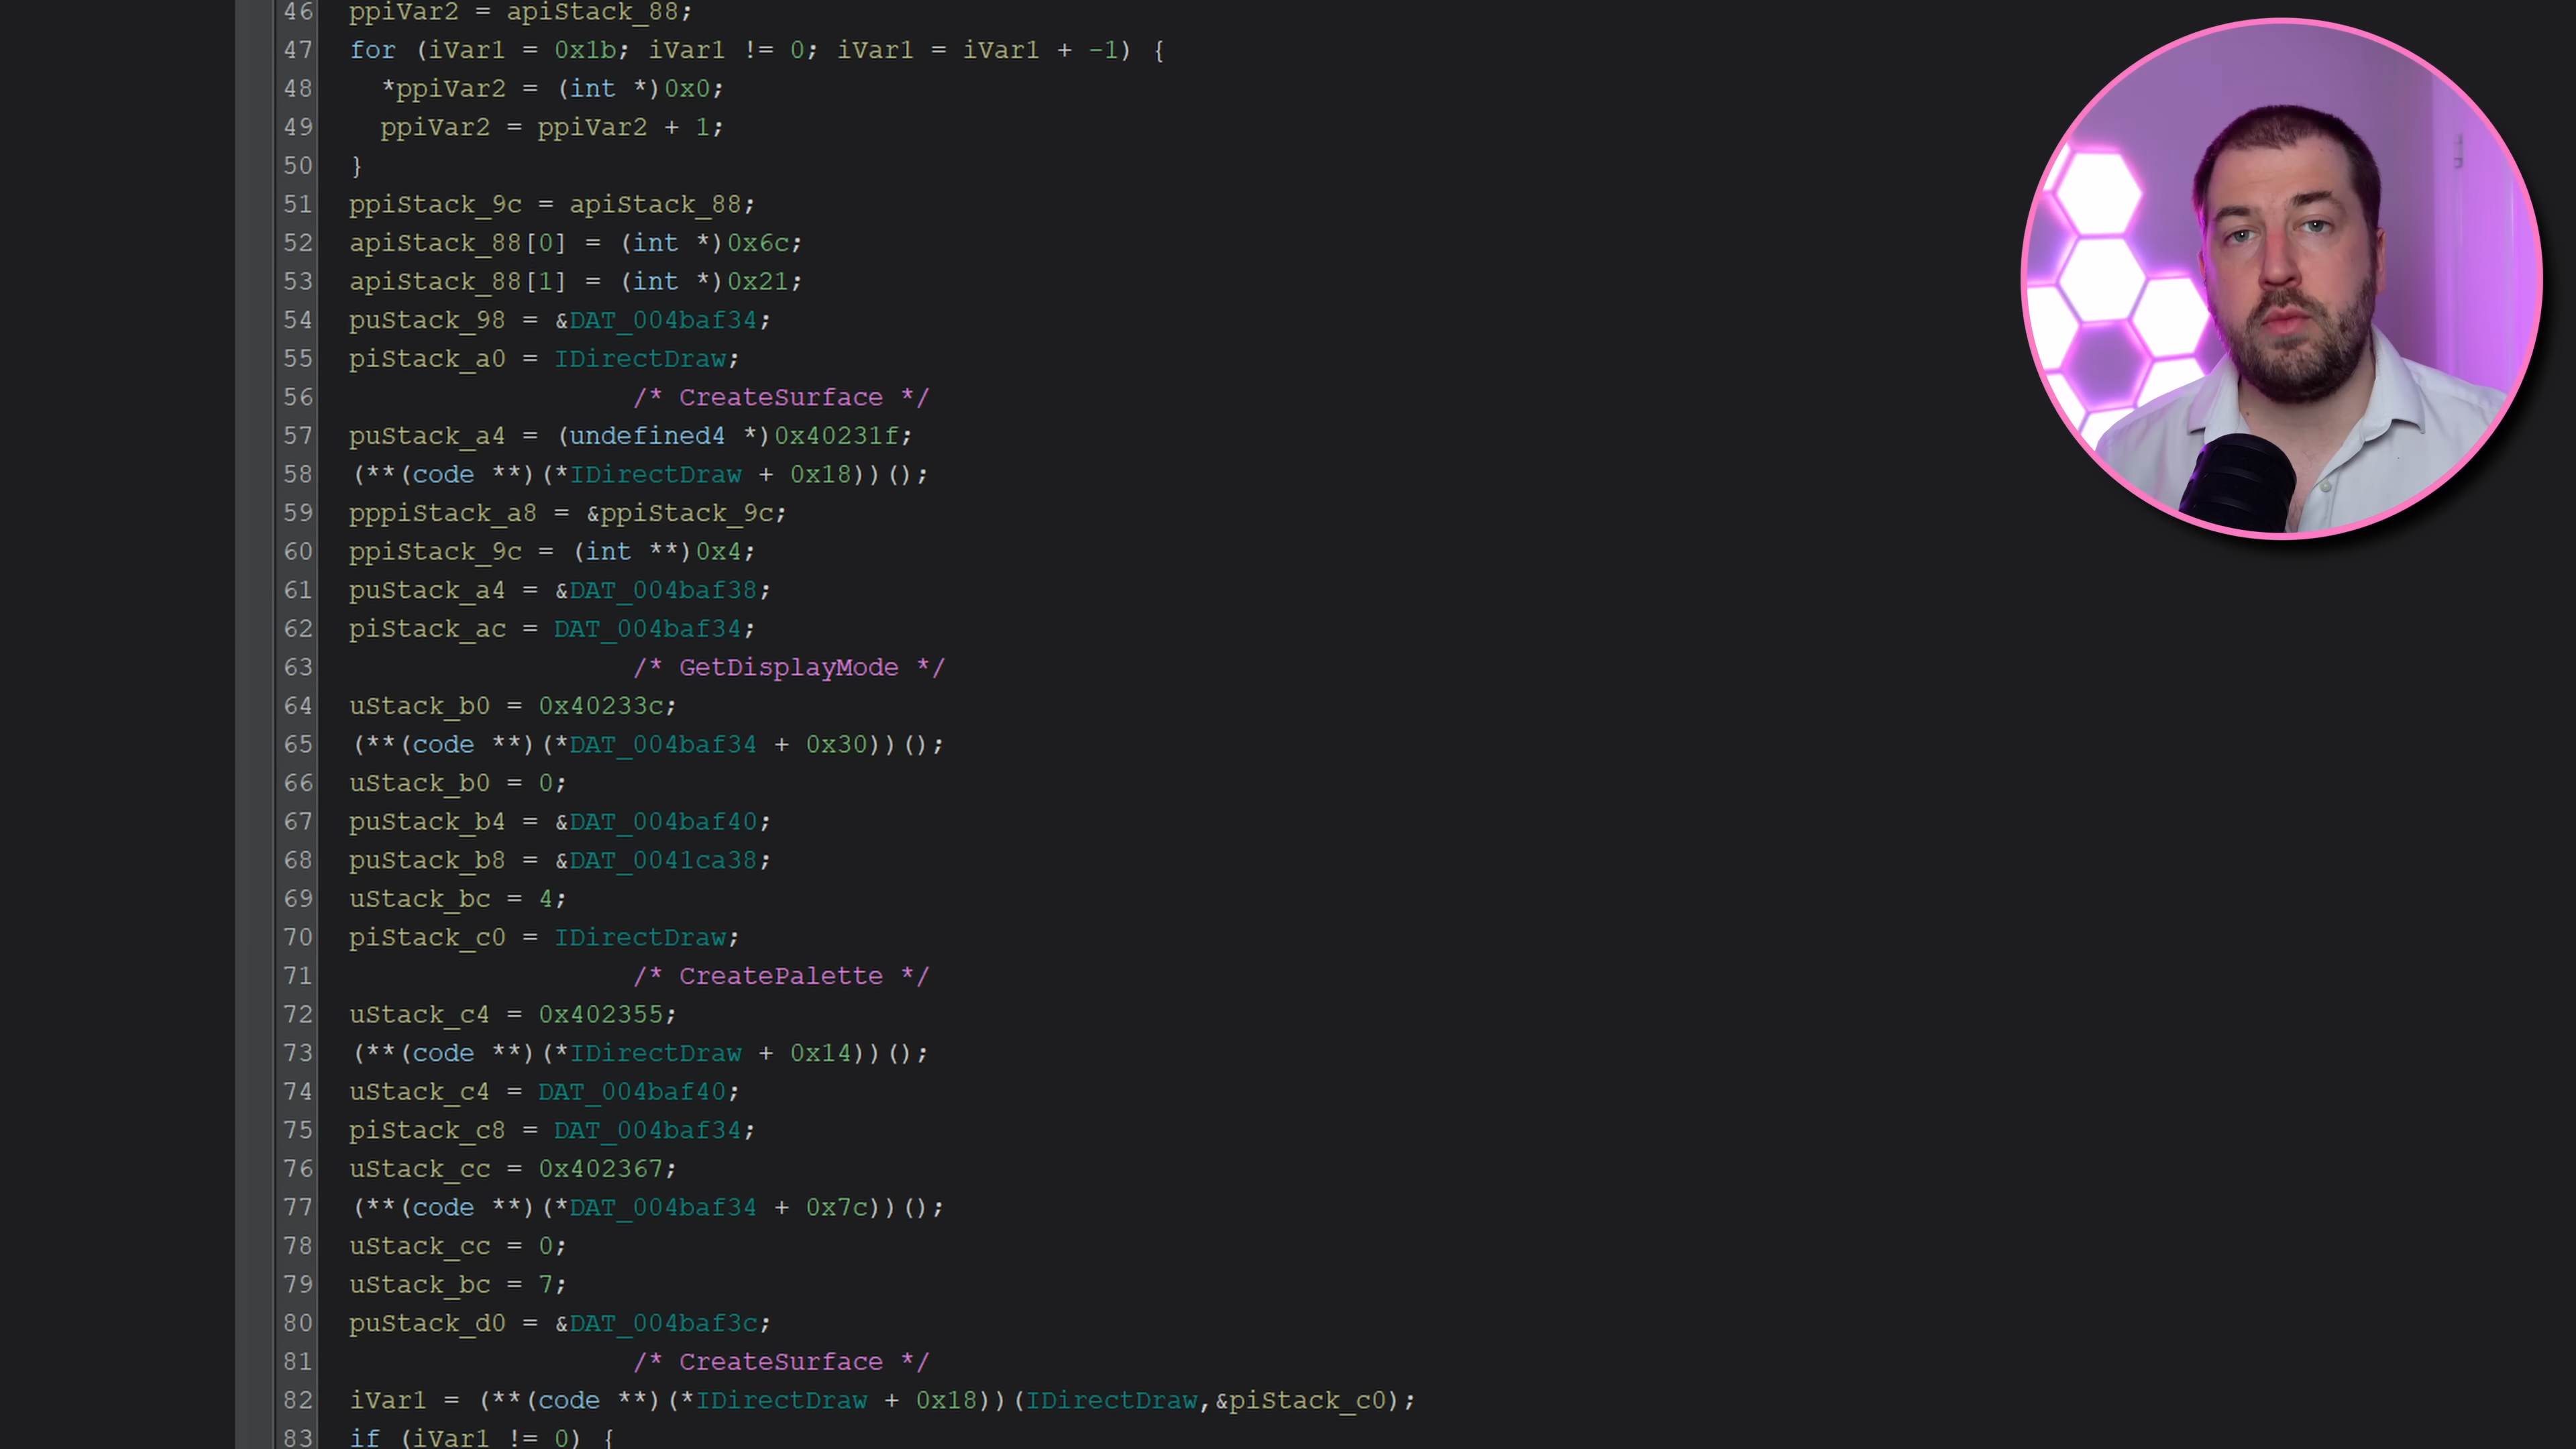 46 ppiVar2 = apiStack_88;
47 for (iVar1 = 0x1b; iVar1 != 0; iVar1 = iVar1 + -1) {
48 *ppiVar2 = (int *)0x0;
49 ppiVar2 = ppiVar2 + 1;
50 }
51 ppiStack_9c = apiStack_88;
52 apiStack_88[0] = (int *)0x6c;
53 apiStack_88[1] = (int *)0x21;
54 puStack_98 = &DAT_004baf34;
55 piStack_a0 = IDirectDraw;
56 /* CreateSurface */
57 puStack_a4 = (undefined4 *)0x40231f;
58 (**(code **)(*IDirectDraw + 0x18))();
59 pppiStack_a8 = &ppiStack_9c;
60 ppiStack_9c = (int **)0x4;
61 puStack_a4 = &DAT_004baf38;
62 piStack_ac = DAT_004baf34;
63 /* GetDisplayMode */
64 uStack_b0 = 0x40233c;
65 (**(code **)(*DAT_004baf34 + 0x30))();
66 uStack_b0 = 0;
67 puStack_b4 = &DAT_004baf40;
68 puStack_b8 = &DAT_0041ca38;
69 uStack_bc = 4;
70 piStack_c0 = IDirectDraw;
71 /* CreatePalette */
72 uStack_c4 = 0x402355;
73 (**(code **)(*IDirectDraw + 0x14))();
74 uStack_c4 = DAT_004baf40;
75 piStack_c8 = DAT_004baf34;
76 uStack_cc = 0x402367;
77 (**(code **)(*DAT_004baf34 + 0x7c))();
78 uStack_cc = 0;
79 uStack_bc = 7;
80 puStack_d0 = &DAT_004baf3c;
81 /* CreateSurface */
82 iVar1 = (**(code **)(*IDirectDraw + 0x18))(IDirectDraw,&piStack_c0);
83 if (iVar1 != 0) {